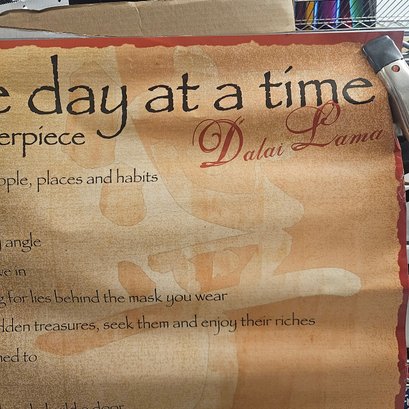 e day at a time
erpiece
Dalai Lama
ople, places and habits
angle
ve in
g for lies behind the mask you wear
dden treasures, seek them and enjoy their riches
ned to